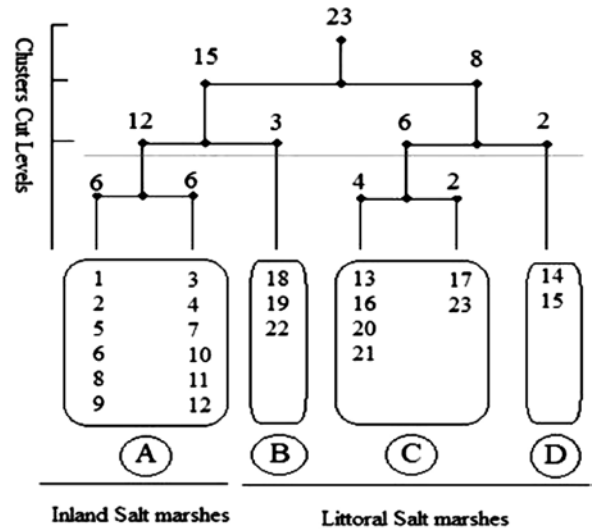 23
15 8
12 3 6 2
6 6 4 2
Clusters Cut Levels
1 3 18 13 17 14
2 4 19 16 23 15
5 7 22 20
6 10 21
8 11
9 12
A B C D
Inland Salt marshes Littoral Salt marshes